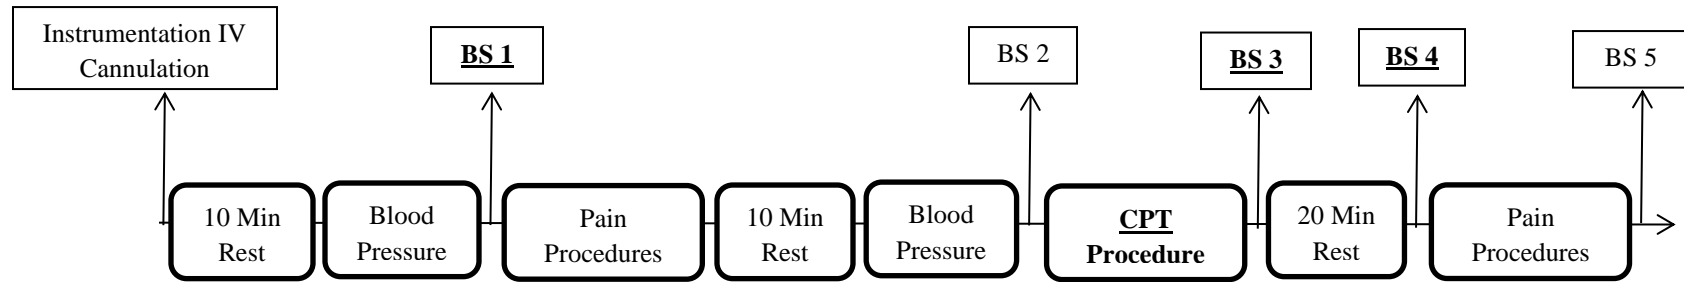 Instrumentation IV
Cannulation
BS 1
BS 2
BS 3
BS 4
BS 5
10 Min
Rest
Blood
Pressure
Pain
Procedures
10 Min
Rest
Blood
Pressure
CPT
Procedure
20 Min
Rest
Pain
Procedures